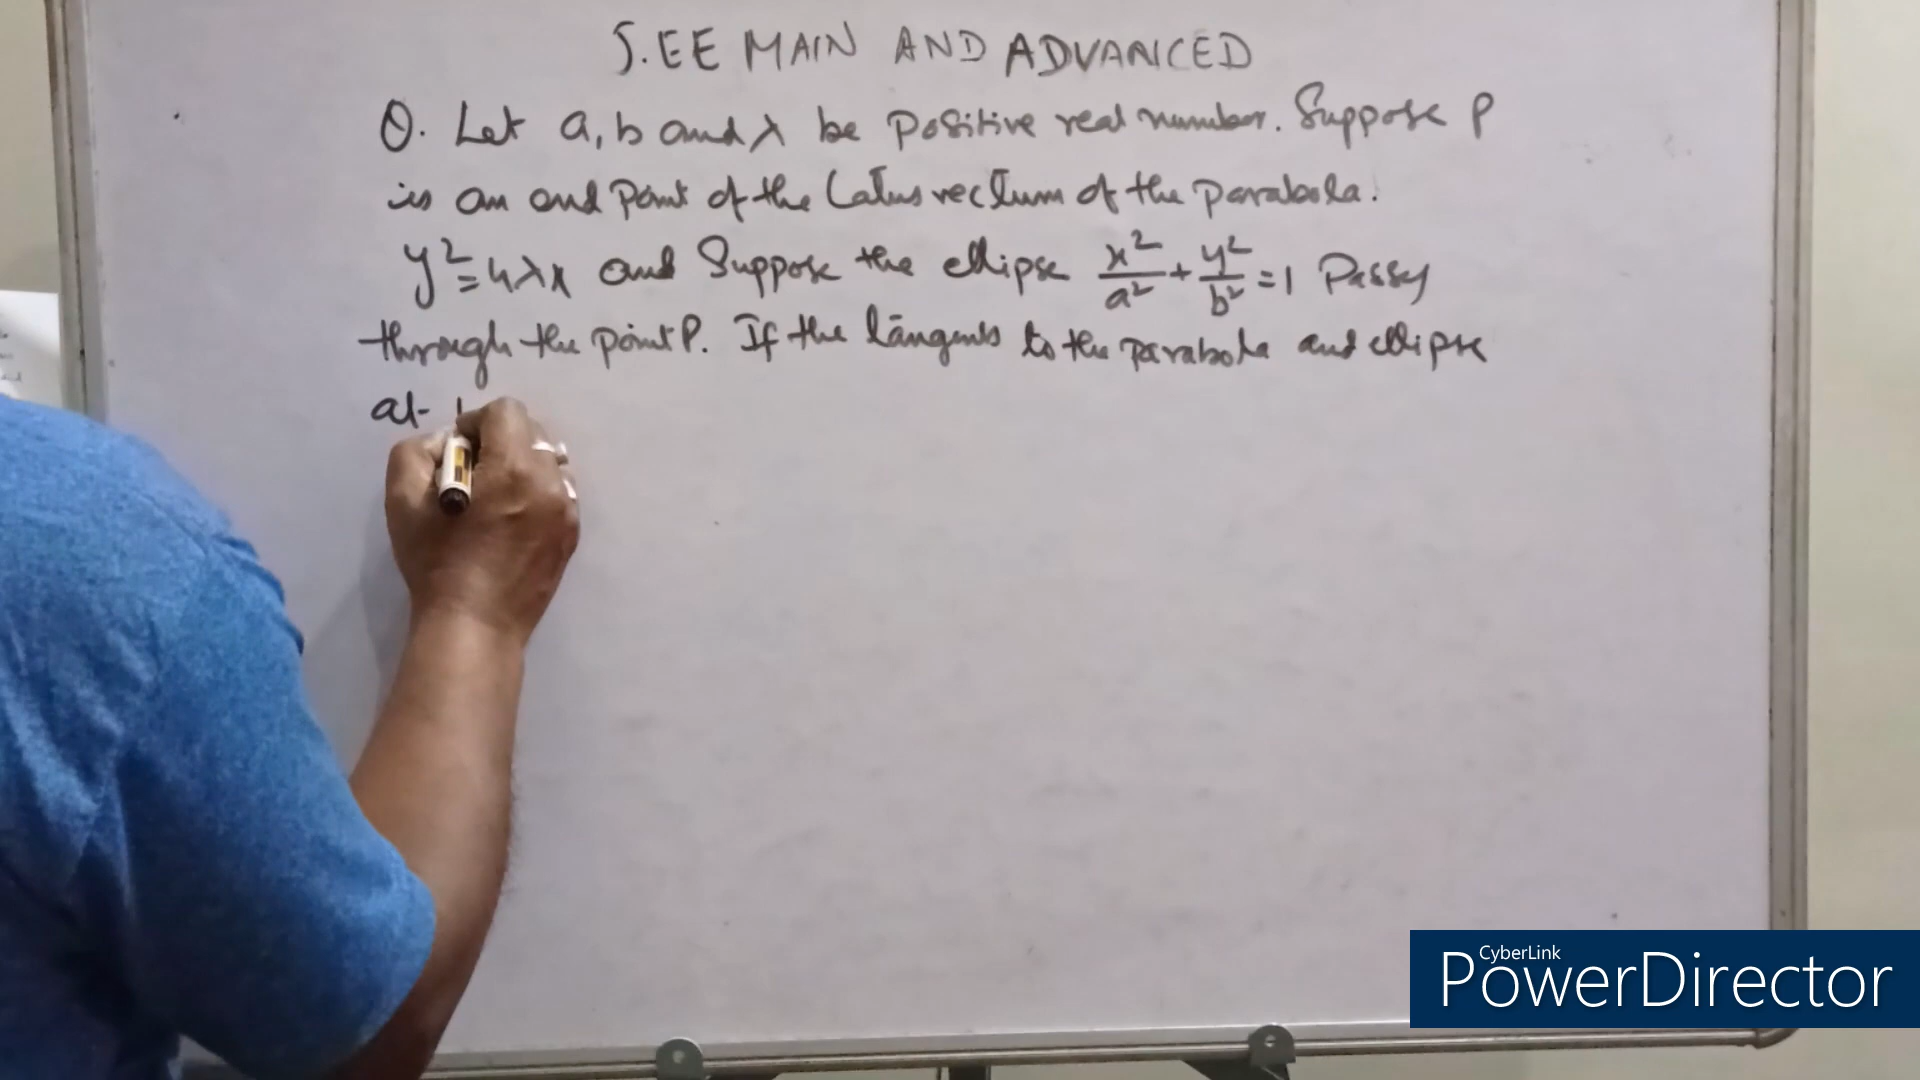 J.EE MAIN AND ADVANCED
Q. Let a, b and λ be positive real number. Suppose P
is an end point of the Latus rectum of the parabola.
y² = 4λx and Suppose the ellipse x²/a² + y²/b² = 1 Passes
through the point P. If the tangents to the parabola and ellipse
at
CyberLink
PowerDirector